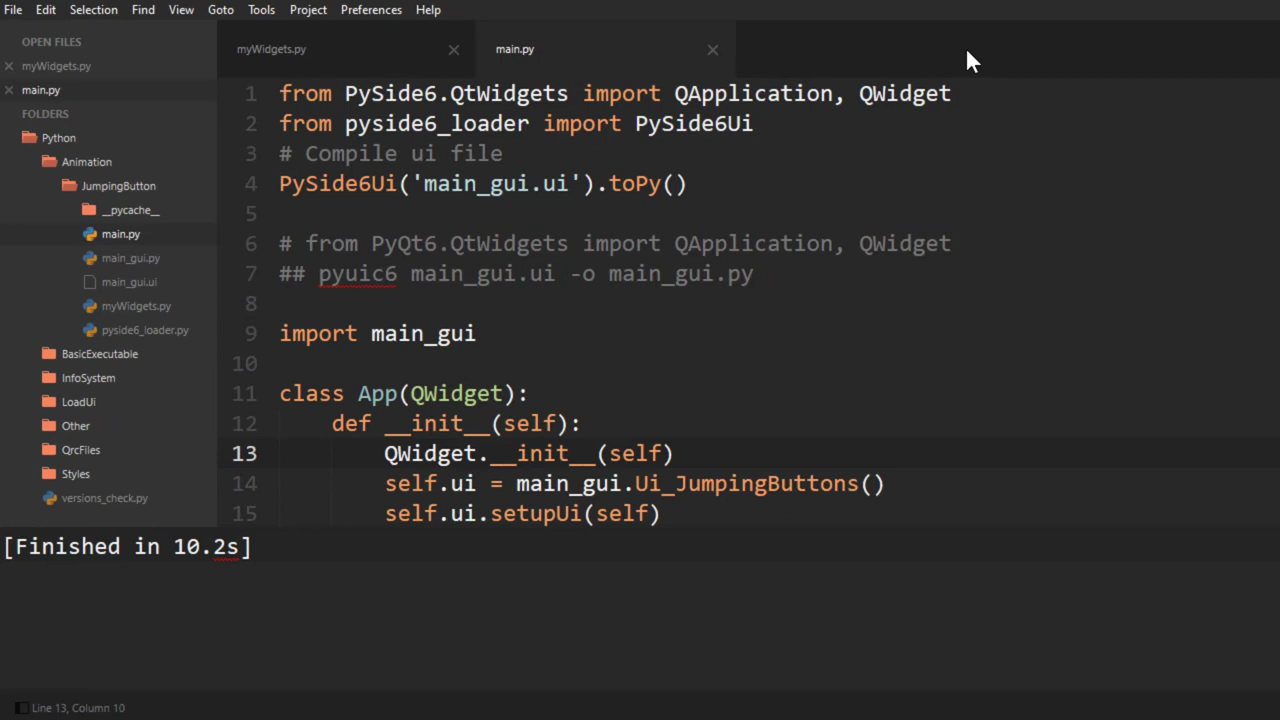 File Edit Selection Find View Goto Tools Project Preferences Help
OPEN FILES
myWidgets.py
main.py
FOLDERS
Python
Animation
JumpingButton
__pycache__
main.py
main_gui.py
main_gui.ui
myWidgets.py
pyside6_loader.py
BasicExecutable
InfoSystem
LoadUi
Other
QrcFiles
Styles
versions_check.py
myWidgets.py main.py
1 from PySide6.QtWidgets import QApplication, QWidget
2 from pyside6_loader import PySide6Ui
3 # Compile ui file
4 PySide6Ui('main_gui.ui').toPy()
5
6 # from PyQt6.QtWidgets import QApplication, QWidget
7 ## pyuic6 main_gui.ui -o main_gui.py
8
9 import main_gui
10
11 class App(QWidget):
12     def __init__(self):
13         QWidget.__init__(self)
14         self.ui = main_gui.Ui_JumpingButtons()
15         self.ui.setupUi(self)
[Finished in 10.2s]
Line 13, Column 10